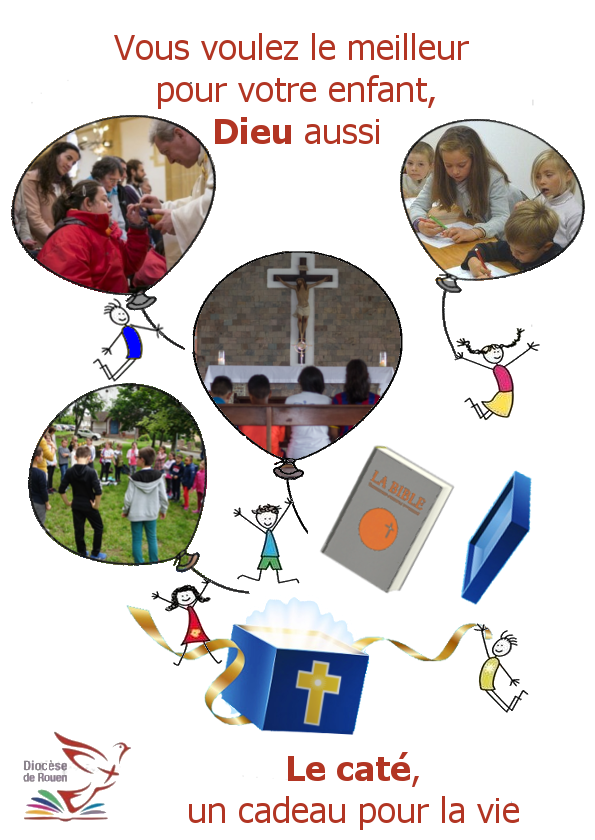 Vous voulez le meilleur
pour votre enfant,
Dieu aussi
LA BIBLE
Diocèse
de Rouen
Le caté,
un cadeau pour la vie